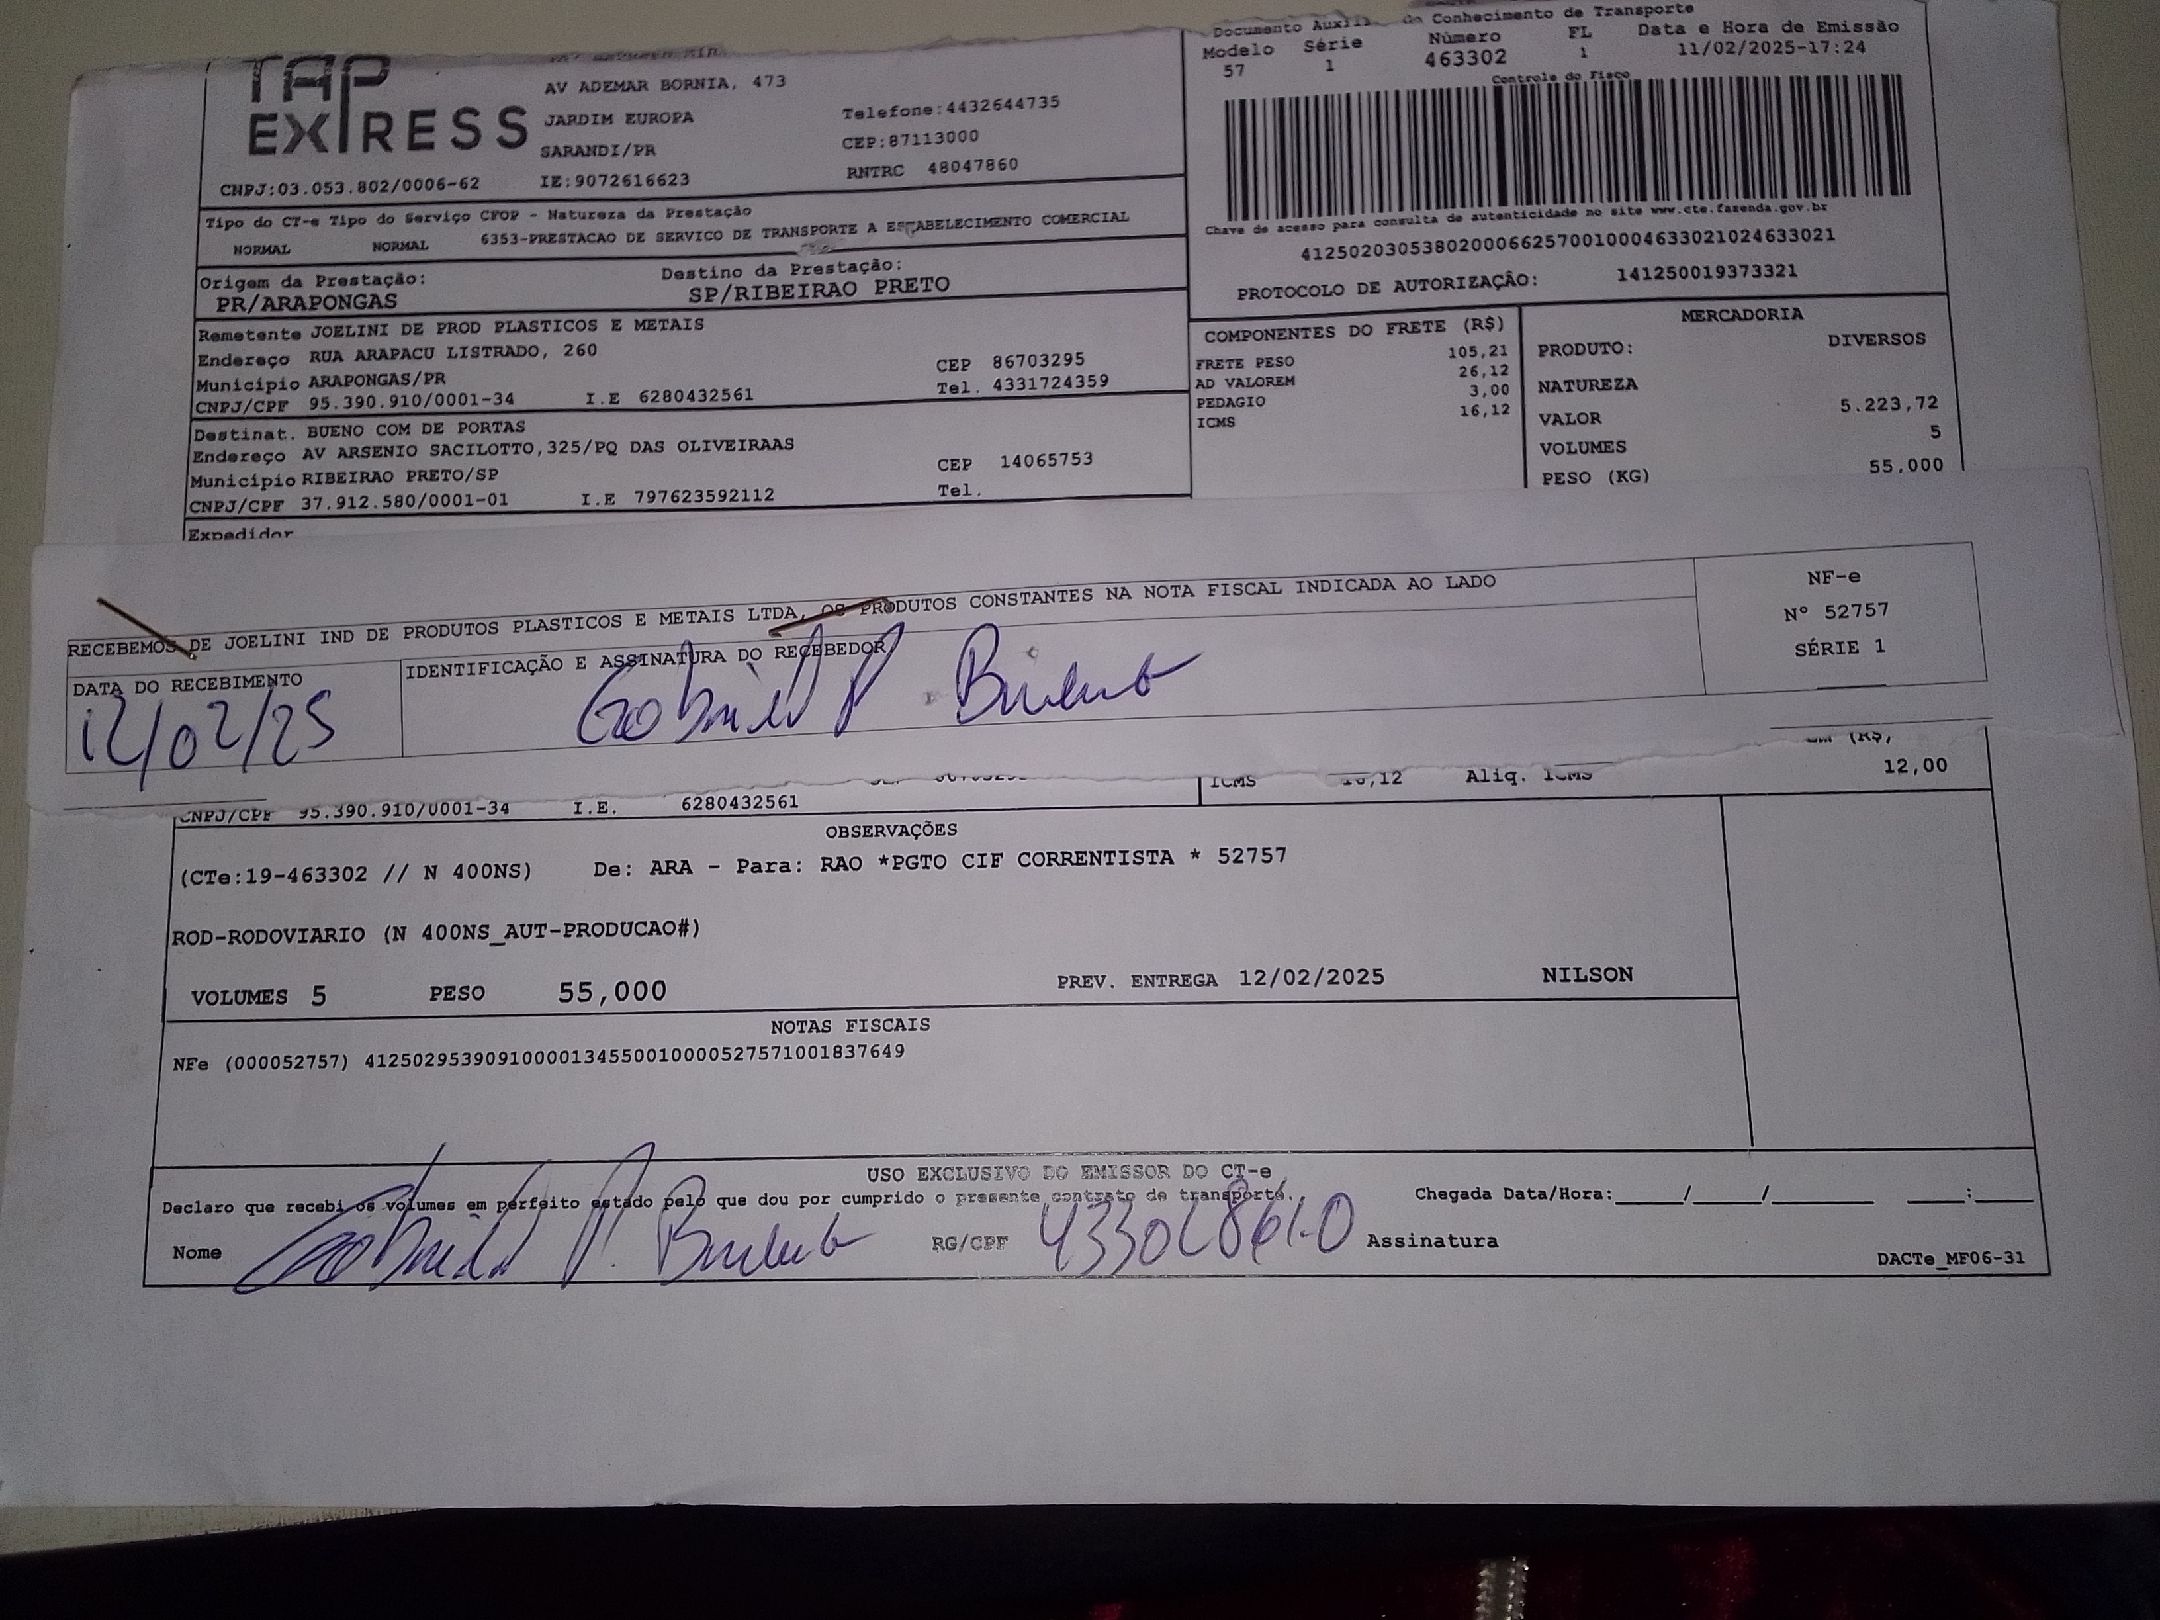 TAP
EXPRESS
AV ADEMAR BORNIA, 473
JARDIM EUROPA
SARANDI/PR
CNPJ:03.053.802/0006-62 IE:9072616623
Telefone:4432644735
CEP:87113000
RNTRC 48047860
Documento Auxiliar do Conhecimento de Transporte
Modelo Série Número FL Data e Hora de Emissão
57 1 463302 1 11/02/2025-17:24
Controle do Fisco
Chave de acesso para consulta de autenticidade no site www.cte.fazenda.gov.br
41250203053802000662570010004633021024633021
PROTOCOLO DE AUTORIZAÇÃO: 141250019373321
Tipo do CT-e Tipo do Serviço CFOP - Natureza da Prestação
NORMAL NORMAL 6353-PRESTACAO DE SERVICO DE TRANSPORTE A ESTABELECIMENTO COMERCIAL
Origem da Prestação: Destino da Prestação:
PR/ARAPONGAS SP/RIBEIRAO PRETO
Remetente JOELINI DE PROD PLASTICOS E METAIS
Endereço RUA ARAPACU LISTRADO, 260 CEP 86703295
Município ARAPONGAS/PR Tel. 4331724359
CNPJ/CPF 95.390.910/0001-34 I.E 6280432561
Destinat. BUENO COM DE PORTAS
Endereço AV ARSENIO SACILOTTO,325/PQ DAS OLIVEIRAAS
Município RIBEIRAO PRETO/SP CEP 14065753
CNPJ/CPF 37.912.580/0001-01 I.E 797623592112 Tel.
Expedidor
COMPONENTES DO FRETE (R$)
FRETE PESO 105,21
AD VALOREM 26,12
PEDAGIO 3,00
ICMS 16,12
MERCADORIA
PRODUTO: DIVERSOS
NATUREZA
VALOR 5.223,72
VOLUMES 5
PESO (KG) 55,000
RECEBEMOS DE JOELINI IND DE PRODUTOS PLASTICOS E METAIS LTDA, OS PRODUTOS CONSTANTES NA NOTA FISCAL INDICADA AO LADO
DATA DO RECEBIMENTO IDENTIFICAÇÃO E ASSINATURA DO RECEBEDOR
12/02/25 Gabriel P. Bueno
NF-e
Nº 52757
SÉRIE 1
ICMS 16,12 Aliq. ICMS 12,00
CNPJ/CPF 95.390.910/0001-34 I.E. 6280432561
OBSERVAÇÕES
(CTe:19-463302 // N 400NS) De: ARA - Para: RAO *PGTO CIF CORRENTISTA * 52757
ROD-RODOVIARIO (N 400NS_AUT-PRODUCAO#)
VOLUMES 5 PESO 55,000 PREV. ENTREGA 12/02/2025 NILSON
NOTAS FISCAIS
NFe (000052757) 41250295390910000134550010000527571001837649
USO EXCLUSIVO DO EMISSOR DO CT-e
Declaro que recebi os volumes em perfeito estado pelo que dou por cumprido o presente contrato de transporte. Chegada Data/Hora:____/____/______ ___:___
Nome Gabriel P. Bueno RG/CPF Assinatura
DACTe_MF06-31